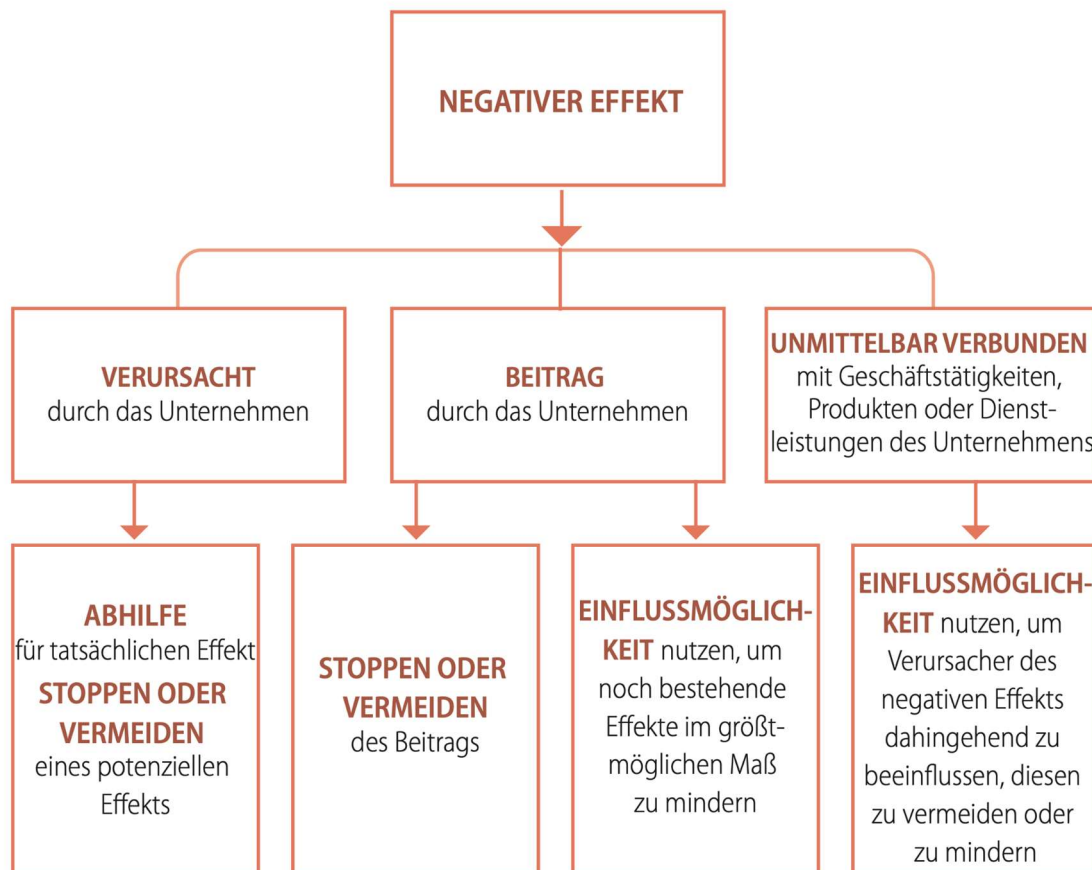 NEGATIVER EFFEKT
VERURSACHT
durch das Unternehmen
BEITRAG
durch das Unternehmen
UNMITTELBAR VERBUNDEN
mit Geschäftstätigkeiten,
Produkten oder Dienst-
leistungen des Unternehmens
ABHILFE
für tatsächlichen Effekt
STOPPEN ODER
VERMEIDEN
eines potenziellen
Effekts
STOPPEN ODER
VERMEIDEN
des Beitrags
EINFLUSSMÖGLICH-
KEIT nutzen, um
noch bestehende
Effekte im größt-
möglichen Maß
zu mindern
EINFLUSSMÖGLICH-
KEIT nutzen, um
Verursacher des
negativen Effekts
dahingehend zu
beeinflussen, diesen
zu vermeiden oder
zu mindern